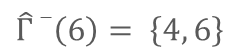 Γ̂⁻(6) = {4,6}